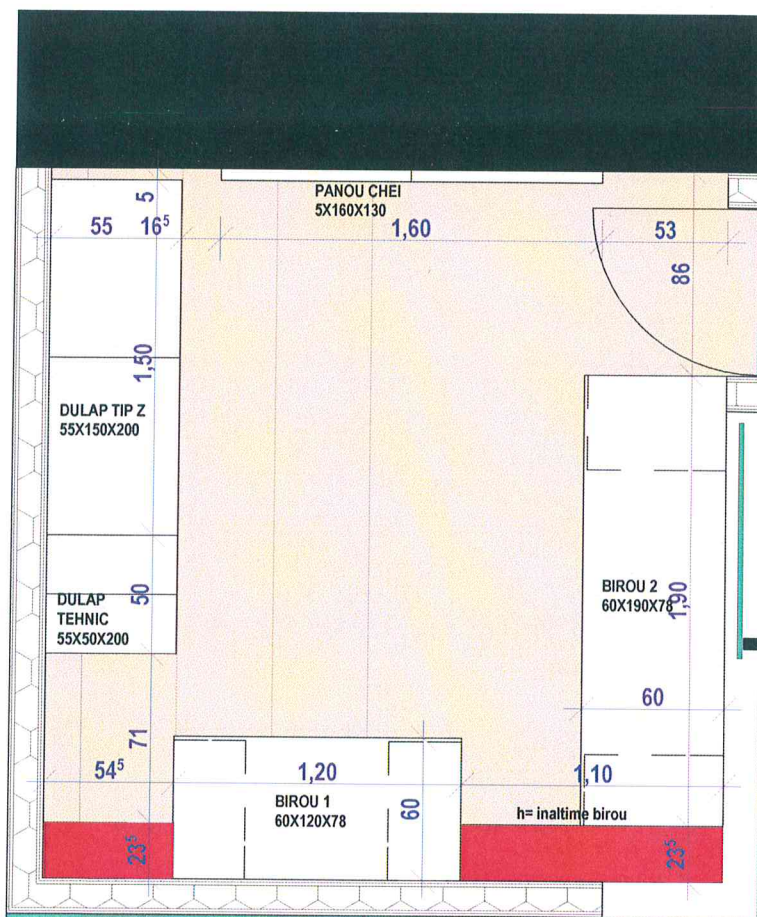 PANOU CHEI
5X160X130
5
55
16⁵
1,60
53
86
1,50
DULAP TIP Z
55X150X200
50
DULAP
TEHNIC
55X50X200
BIROU 2
60X190X78
1,90
60
71
54⁵
1,20
1,10
BIROU 1
60X120X78
60
h= inaltime birou
23⁵
23⁵